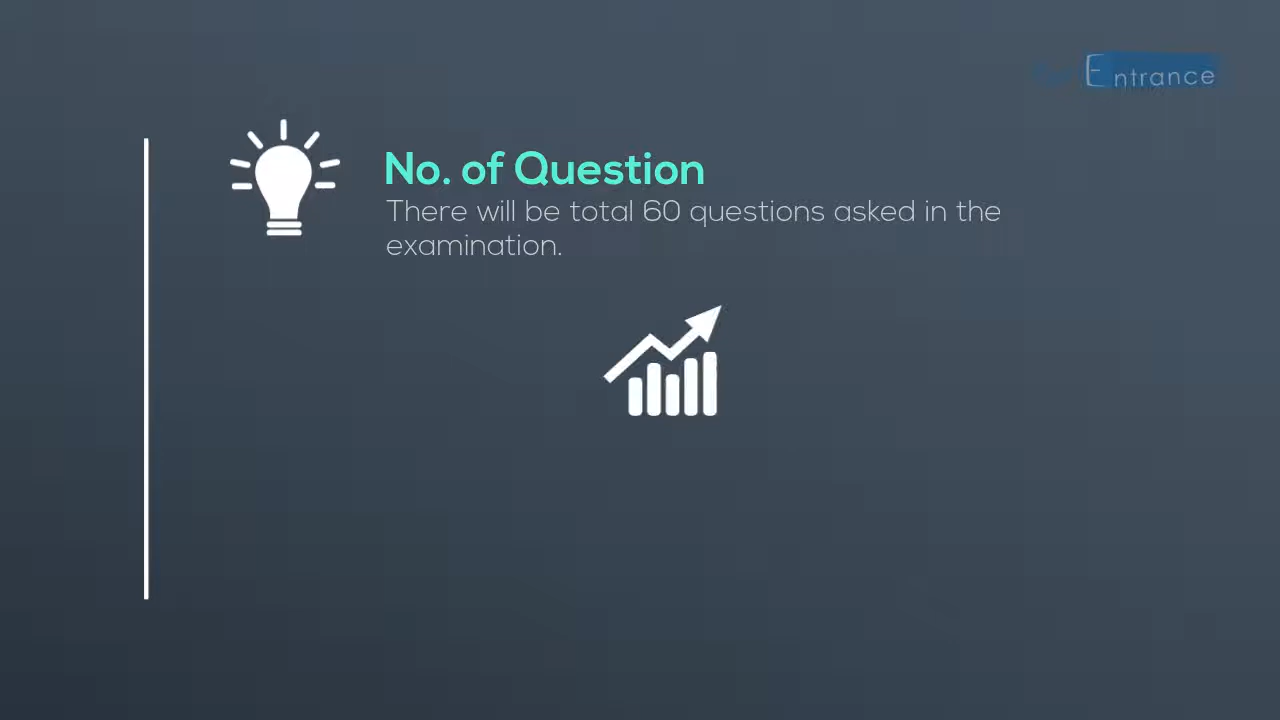 Entrance
No. of Question
There will be total 60 questions asked in the
examination.